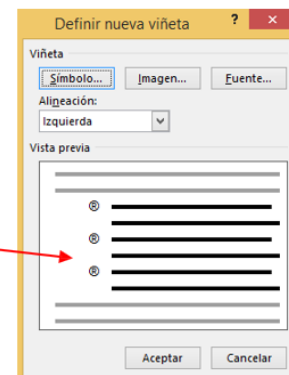 Definir nueva viñeta ? ×
Viñeta
Símbolo... Imagen... Fuente...
Alineación:
Izquierda
Vista previa
®
®
®
Aceptar Cancelar